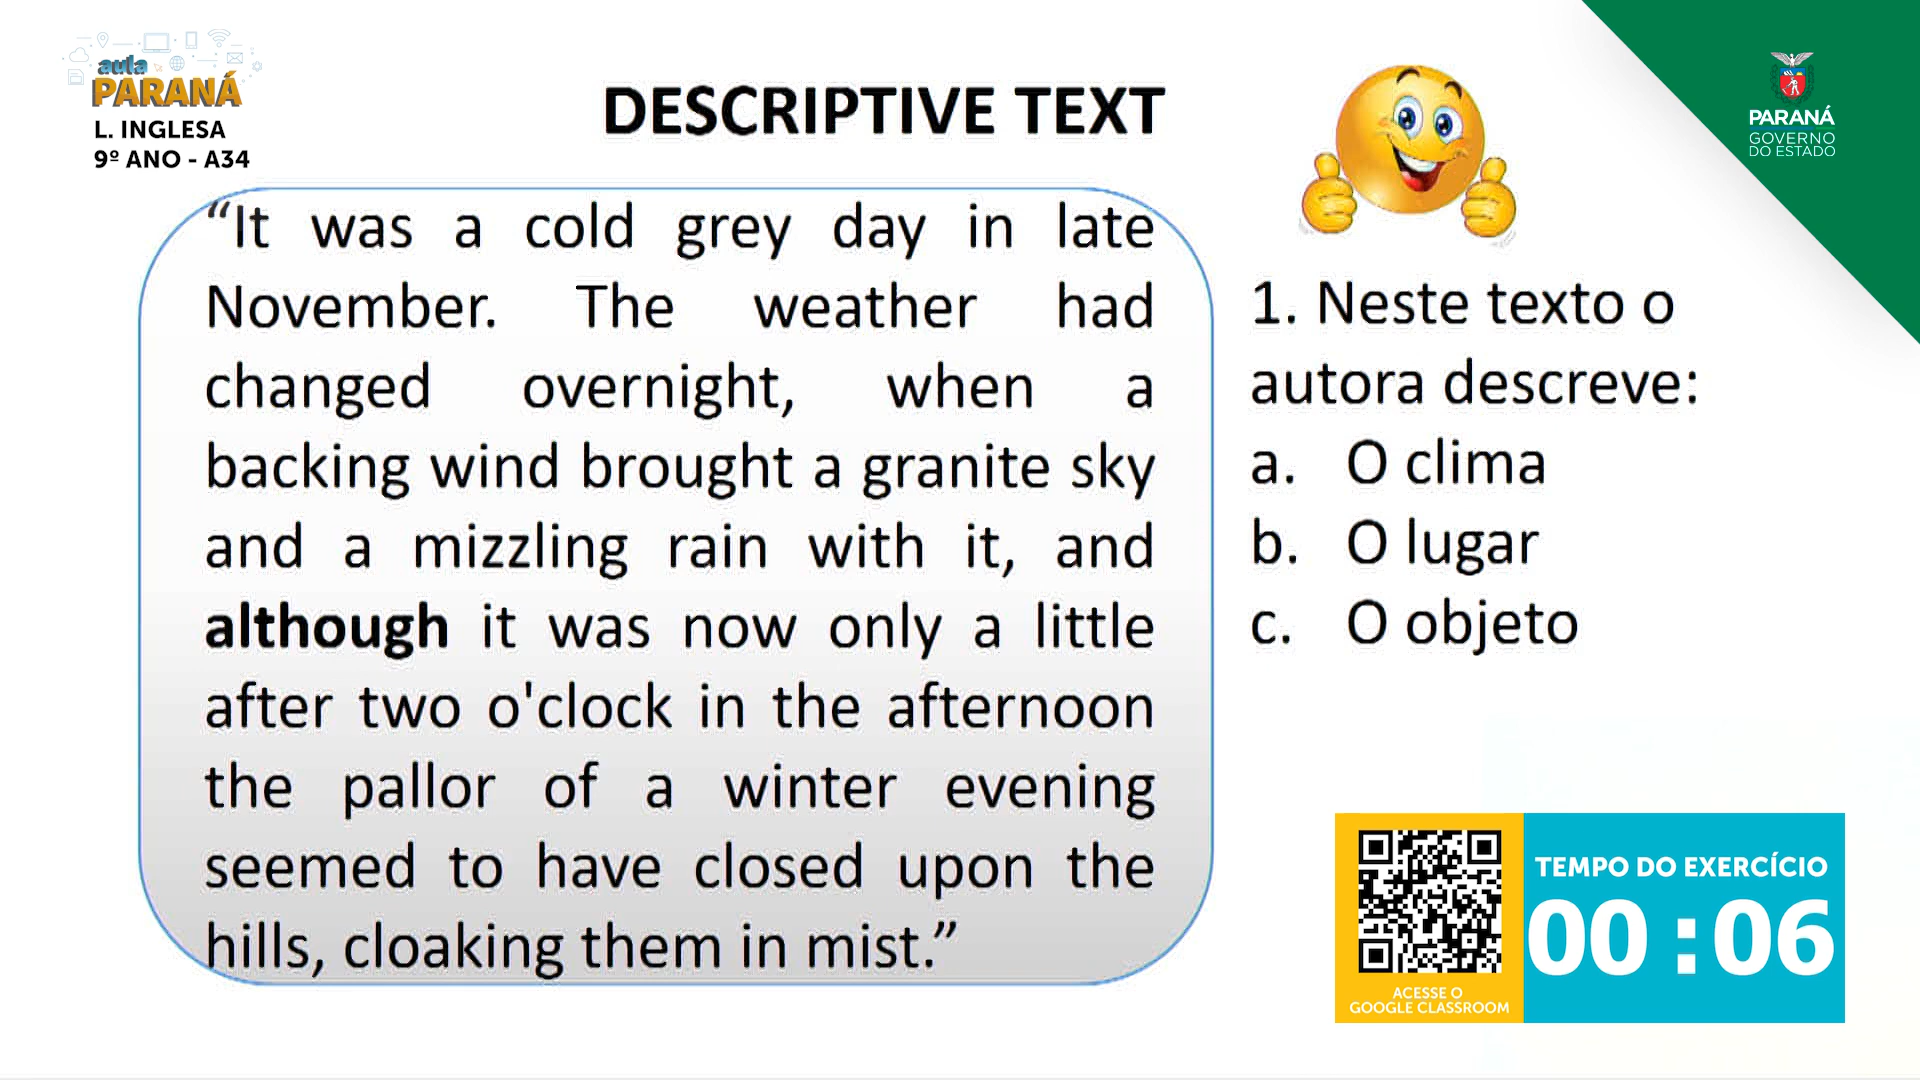 aula
PARANÁ
L. INGLESA
9º ANO - A34
DESCRIPTIVE TEXT
PARANÁ
GOVERNO
DO ESTADO
“It was a cold grey day in late
November. The weather had
changed overnight, when a
backing wind brought a granite sky
and a mizzling rain with it, and
although it was now only a little
after two o'clock in the afternoon
the pallor of a winter evening
seemed to have closed upon the
hills, cloaking them in mist.”
1. Neste texto o
autora descreve:
a. O clima
b. O lugar
c. O objeto
TEMPO DO EXERCÍCIO
00 : 06
ACESSE O
GOOGLE CLASSROOM